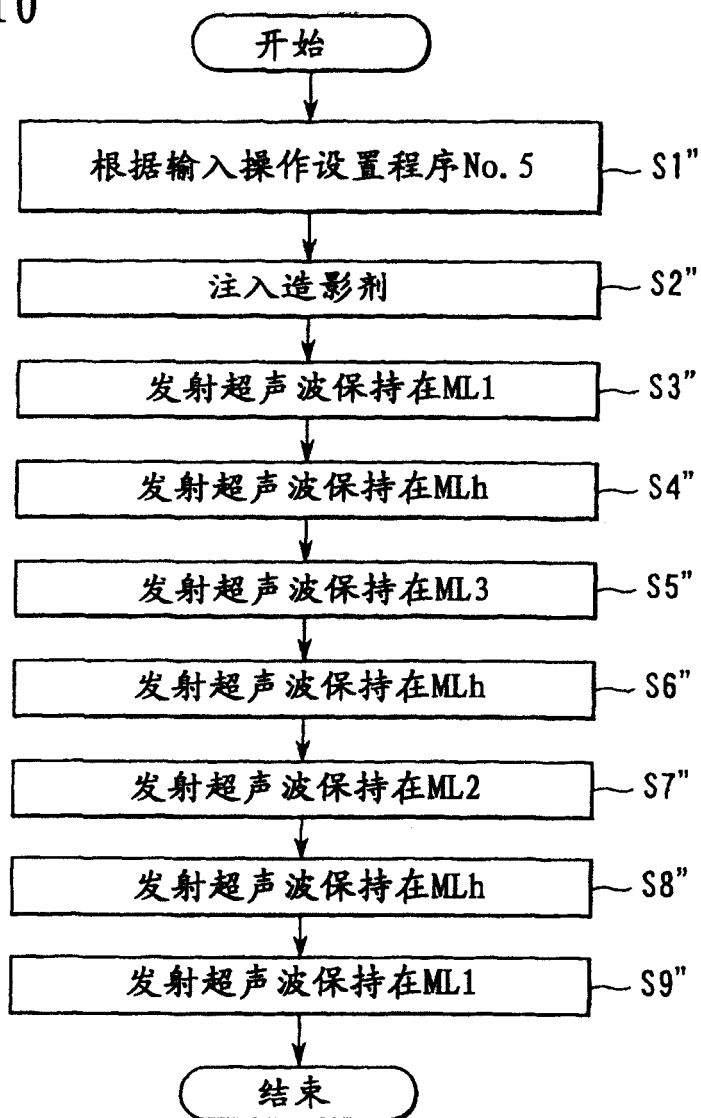 10
开始
根据输入操作设置程序No. 5 S1”
注入造影剂 S2”
发射超声波保持在ML1 S3”
发射超声波保持在MLh S4”
发射超声波保持在ML3 S5”
发射超声波保持在MLh S6”
发射超声波保持在ML2 S7”
发射超声波保持在MLh S8”
发射超声波保持在ML1 S9”
结束